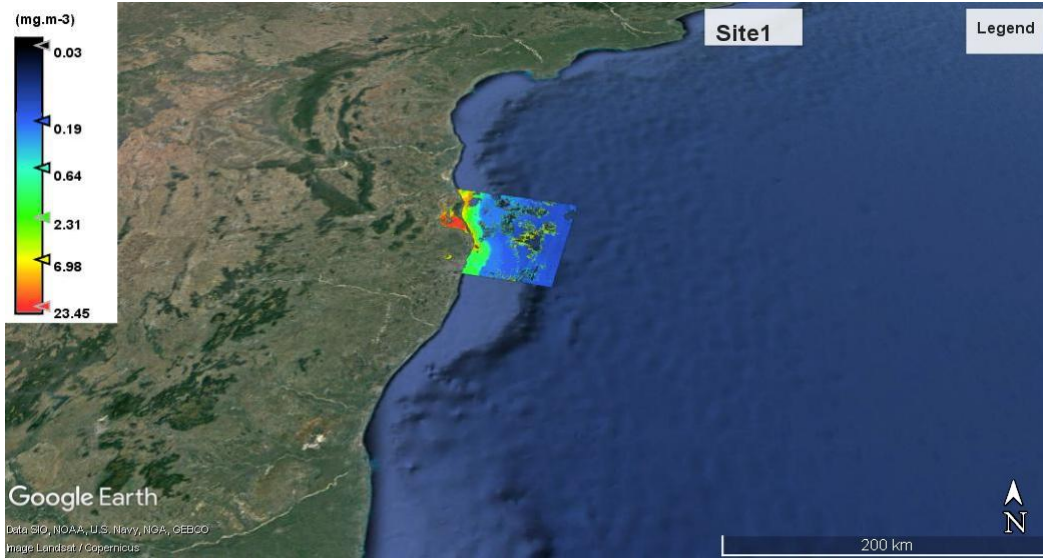 (mg.m-3)
0.03
0.19
0.64
2.31
6.98
23.45
Site1
Legend
Google Earth
Data SIO, NOAA, U.S. Navy, NGA, GEBCO
Image Landsat / Copernicus
N
200 km